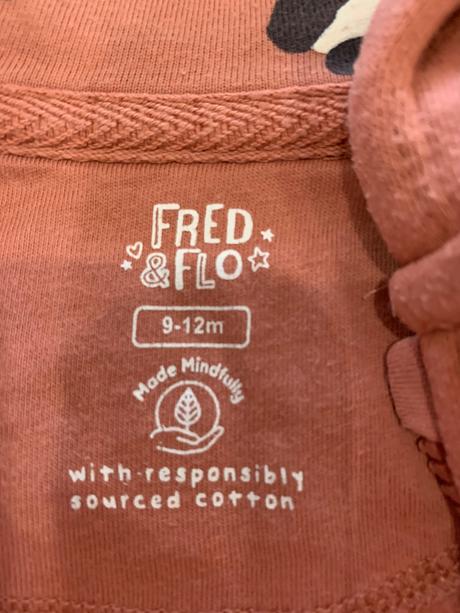 FRED
&FLO
9-12m
Made Mindfully
with responsibly
sourced cotton